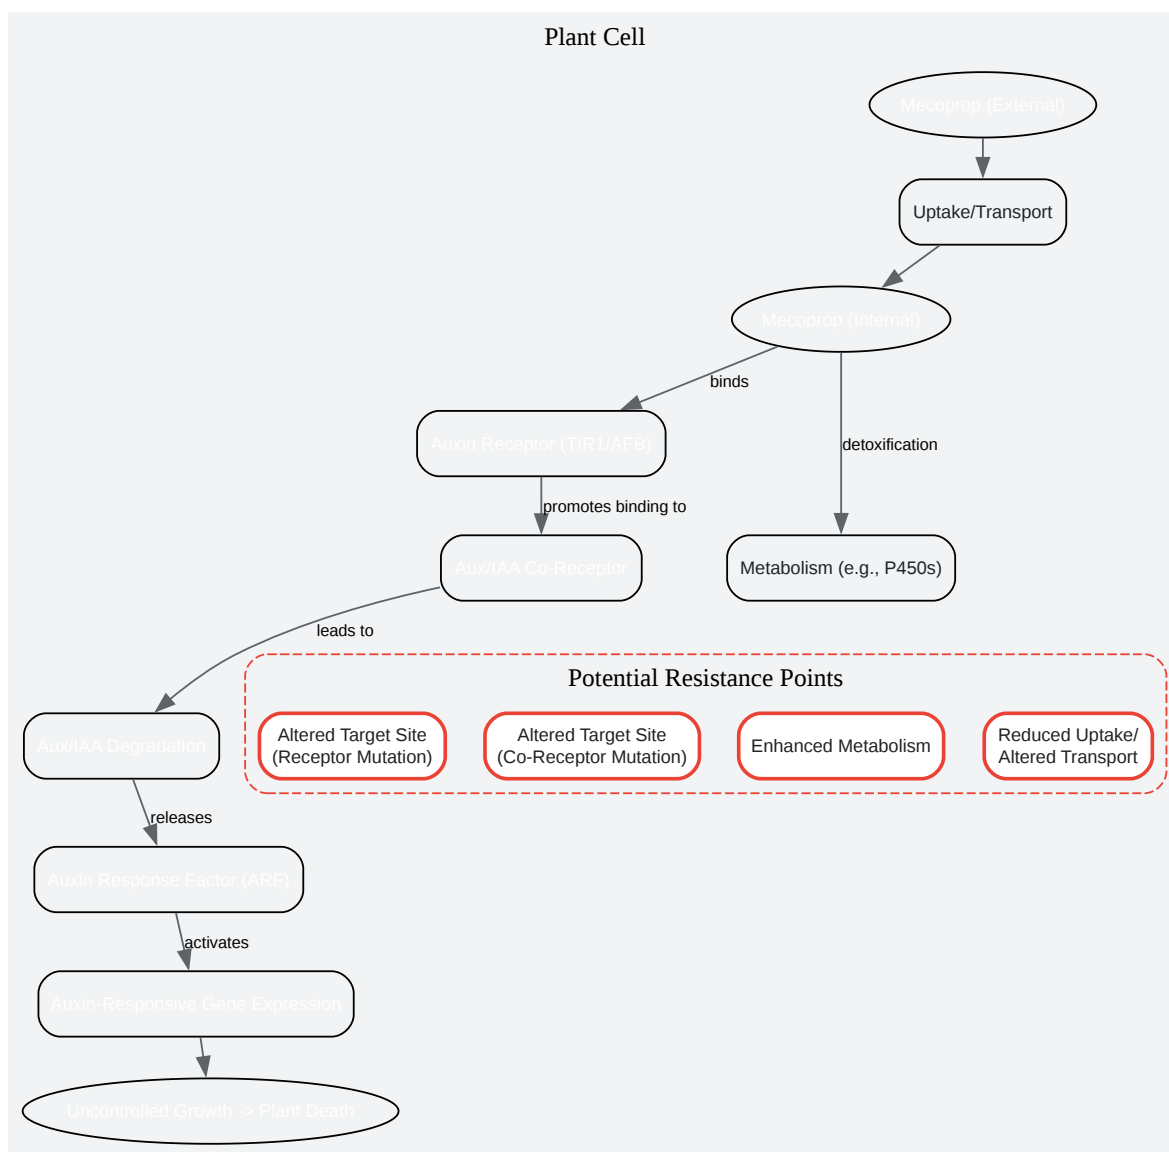 Plant Cell
Mecoprop (External)
Uptake/Transport
Mecoprop (Internal)
binds
Auxin Receptor (TIR1/AFB)
detoxification
promotes binding to
Aux/IAA Co-Receptor
Metabolism (e.g., P450s)
leads to
Potential Resistance Points
Aux/IAA Degradation
Altered Target Site
(Receptor Mutation)
Altered Target Site
(Co-Receptor Mutation)
Enhanced Metabolism
Reduced Uptake/
Altered Transport
releases
Auxin Response Factor (ARF)
activates
Auxin-Responsive Gene Expression
Uncontrolled Growth -> Plant Death